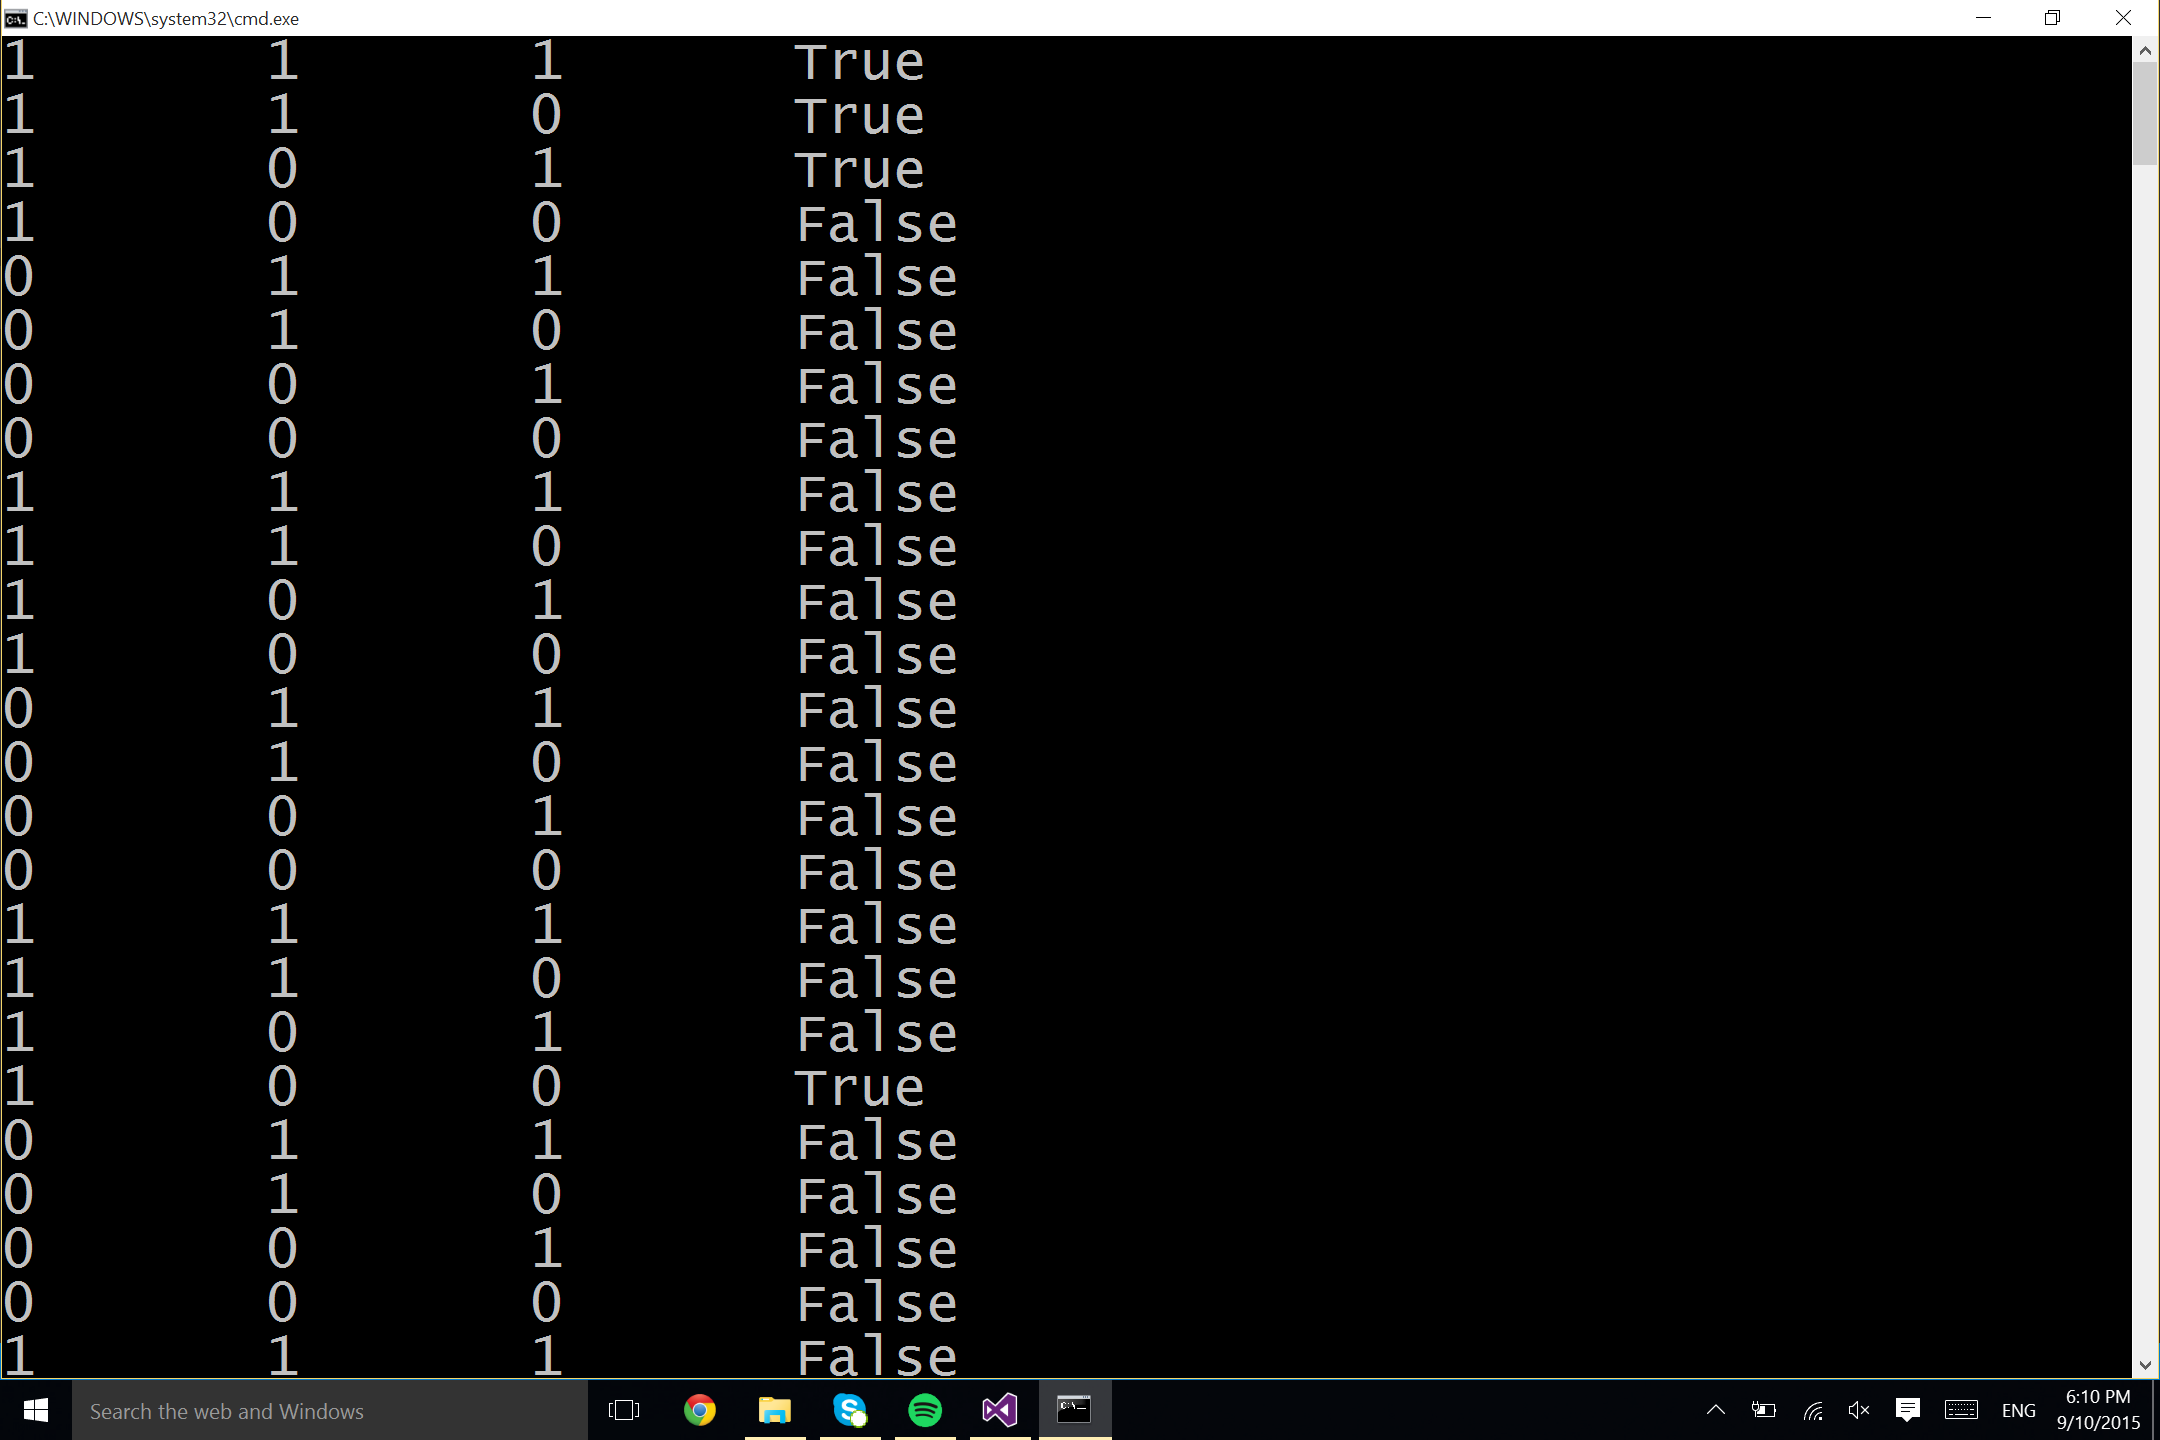 C:\WINDOWS\system32\cmd.exe
1 1 1 True
1 1 0 True
1 0 1 True
1 0 0 False
0 1 1 False
0 1 0 False
0 0 1 False
0 0 0 False
1 1 1 False
1 1 0 False
1 0 1 False
1 0 0 False
0 1 1 False
0 1 0 False
0 0 1 False
0 0 0 False
1 1 1 False
1 1 0 False
1 0 1 False
1 0 0 True
0 1 1 False
0 1 0 False
0 0 1 False
0 0 0 False
1 1 1 False
Search the web and Windows
ENG
6:10 PM
9/10/2015